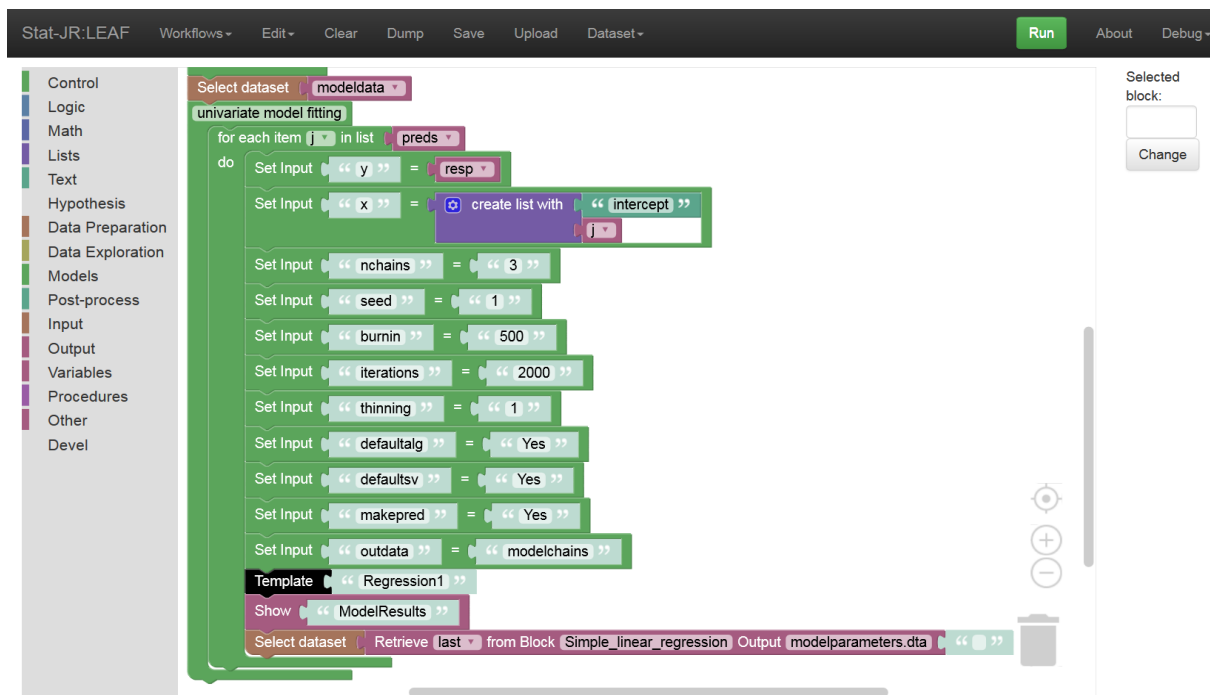 Stat-JR:LEAF Workflows Edit Clear Dump Save Upload Dataset Run About Debug
Control
Logic
Math
Lists
Text
Hypothesis
Data Preparation
Data Exploration
Models
Post-process
Input
Output
Variables
Procedures
Other
Devel
Select dataset modeldata
univariate model fitting
for each item j in list preds
do Set Input “ y ” = resp
Set Input “ x ” = create list with “ intercept ”
j
Set Input “ nchains ” = “ 3 ”
Set Input “ seed ” = “ 1 ”
Set Input “ burnin ” = “ 500 ”
Set Input “ iterations ” = “ 2000 ”
Set Input “ thinning ” = “ 1 ”
Set Input “ defaultalg ” = “ Yes ”
Set Input “ defaultsv ” = “ Yes ”
Set Input “ makepred ” = “ Yes ”
Set Input “ outdata ” = “ modelchains ”
Template “ Regression1 ”
Show “ ModelResults ”
Select dataset Retrieve last from Block Simple_linear_regression Output modelparameters.dta “ ”
Selected
block:
Change